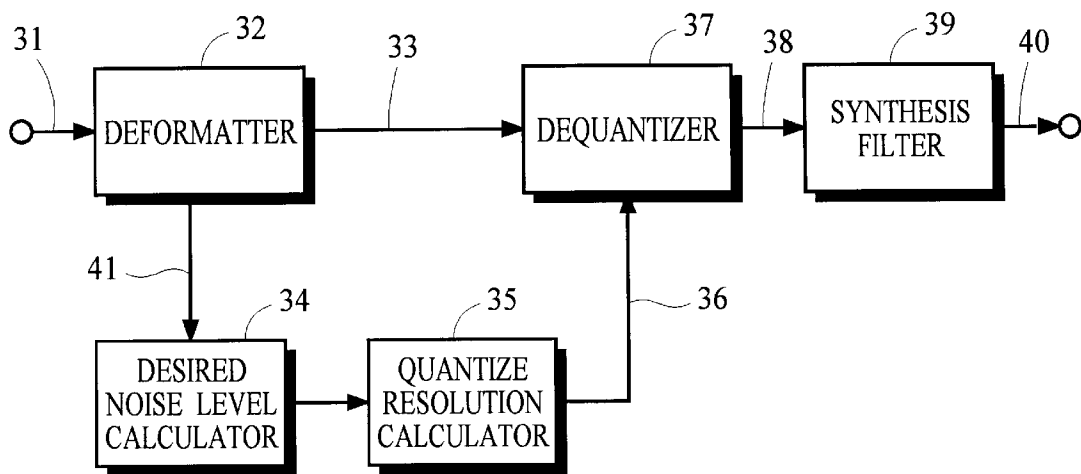 31
32
33
37
38
39
40
DEFORMATTER
DEQUANTIZER
SYNTHESIS
FILTER
41
34
35
36
DESIRED
NOISE LEVEL
CALCULATOR
QUANTIZE
RESOLUTION
CALCULATOR